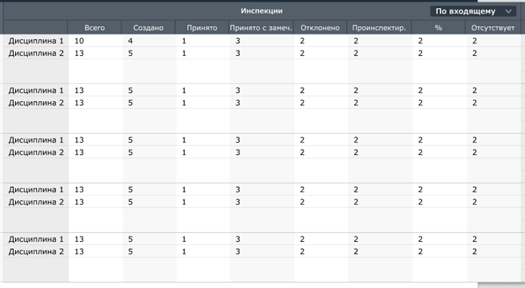 Инспекции По входящему
Всего Создано Принято Принято с замеч. Отклонено Проинспектир. % Отсутствует
Дисциплина 1 10 4 1 3 2 2 2 2
Дисциплина 2 13 5 1 3 2 2 2 2
Дисциплина 1 13 5 1 3 2 2 2 2
Дисциплина 2 13 5 1 3 2 2 2 2
Дисциплина 1 13 5 1 3 2 2 2 2
Дисциплина 2 13 5 1 3 2 2 2 2
Дисциплина 1 13 5 1 3 2 2 2 2
Дисциплина 2 13 5 1 3 2 2 2 2
Дисциплина 1 13 5 1 3 2 2 2 2
Дисциплина 2 13 5 1 3 2 2 2 2